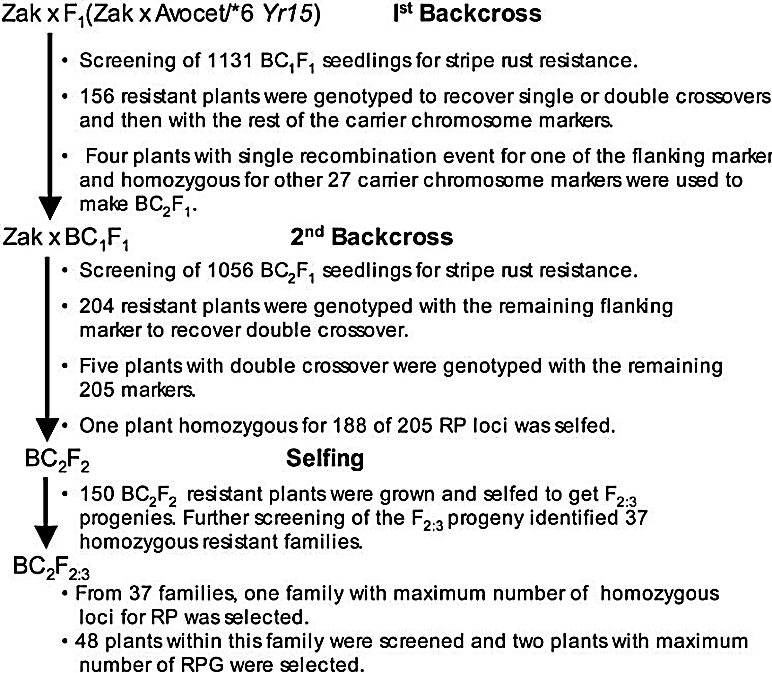 Zak x F1(Zak x Avocet/*6 Yr15) Ist Backcross
• Screening of 1131 BC1F1 seedlings for stripe rust resistance.
• 156 resistant plants were genotyped to recover single or double crossovers
and then with the rest of the carrier chromosome markers.
• Four plants with single recombination event for one of the flanking marker
and homozygous for other 27 carrier chromosome markers were used to
make BC2F1.
Zak x BC1F1 2nd Backcross
• Screening of 1056 BC2F1 seedlings for stripe rust resistance.
• 204 resistant plants were genotyped with the remaining flanking
marker to recover double crossover.
• Five plants with double crossover were genotyped with the remaining
205 markers.
• One plant homozygous for 188 of 205 RP loci was selfed.
BC2F2 Selfing
• 150 BC2F2 resistant plants were grown and selfed to get F2:3
progenies. Further screening of the F2:3 progeny identified 37
homozygous resistant families.
BC2F2:3
• From 37 families, one family with maximum number of homozygous
loci for RP was selected.
• 48 plants within this family were screened and two plants with maximum
number of RPG were selected.